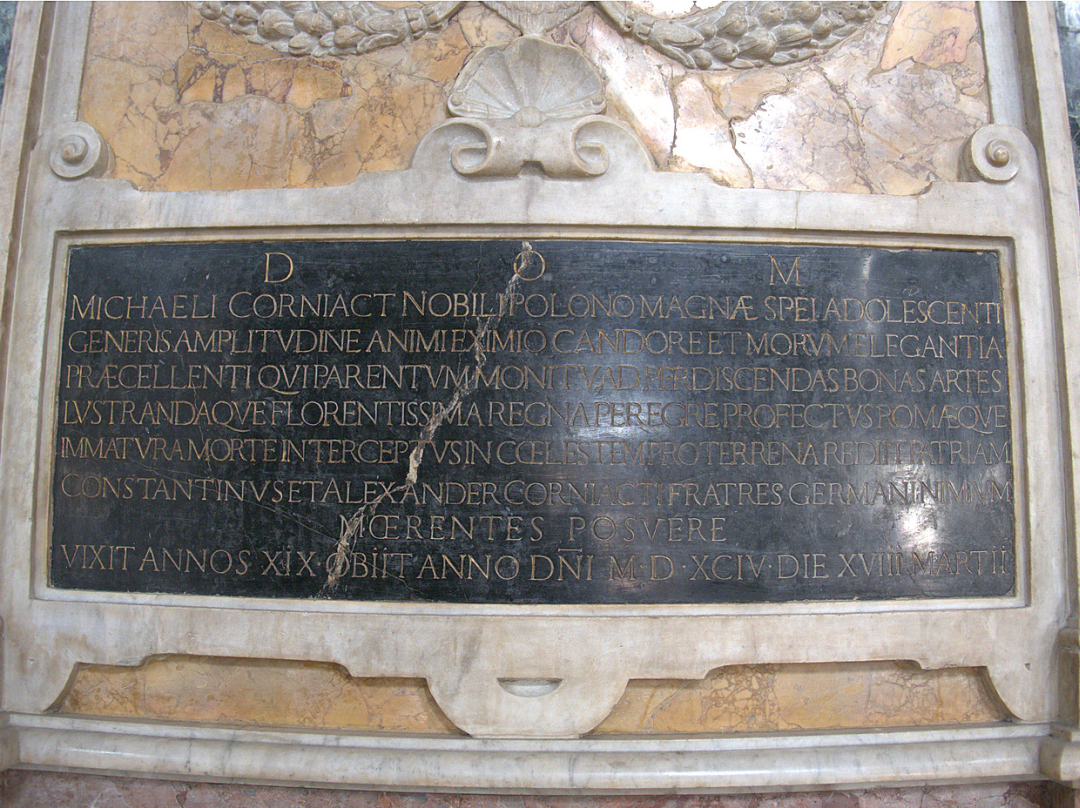 D O M
MICHAELI CORNIACT NOBILI POLONO MAGNÆ SPEI ADOLESCENTI
GENERIS AMPLITVDINE ANIMI EXIMIO CANDORE ET MORVM ELEGANTIA
PRÆCELLENTI QVI PARENTVM MONITV AD PERDISCENDAS BONAS ARTES
LVSTRANDAQVE FLORENTISSIMA REGNA PEREGRE PROFECTVS ROMÆQVE
IMMATVRA MORTE INTERCEPTVS IN CŒLESTEM PRO TERRENA REDIIT PATRIAM
CONSTANTINVS ET ALEXANDER CORNIACTI FRATRES GERMANI NIMIVM
MŒRENTES POSVERE
VIXIT ANNOS XIX·OBIIT ANNO DÑI M·D·XCIV·DIE XVIII MARTII